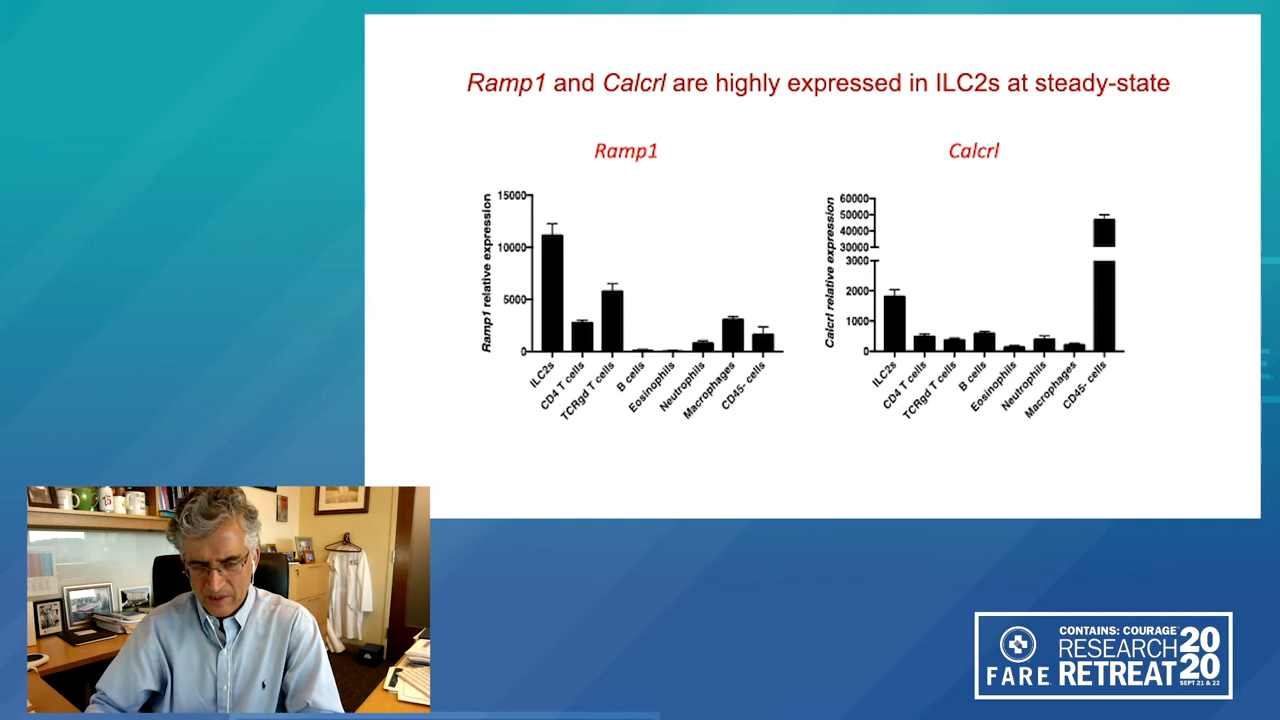 Ramp1 and Calcrl are highly expressed in ILC2s at steady-state
Ramp1
Calcrl
Ramp1 relative expression
15000
10000
5000
0
ILC2s
CD4 T cells
TCRgd T cells
B cells
Eosinophils
Neutrophils
Macrophages
CD45- cells
Calcrl relative expression
60000
50000
40000
30000
3000
2000
1000
0
ILC2s
CD4 T cells
TCRgd T cells
B cells
Eosinophils
Neutrophils
Macrophages
CD45- cells
15
FARE
CONTAINS: COURAGE
RESEARCH
RETREAT
20
20
SEPT 21 & 22